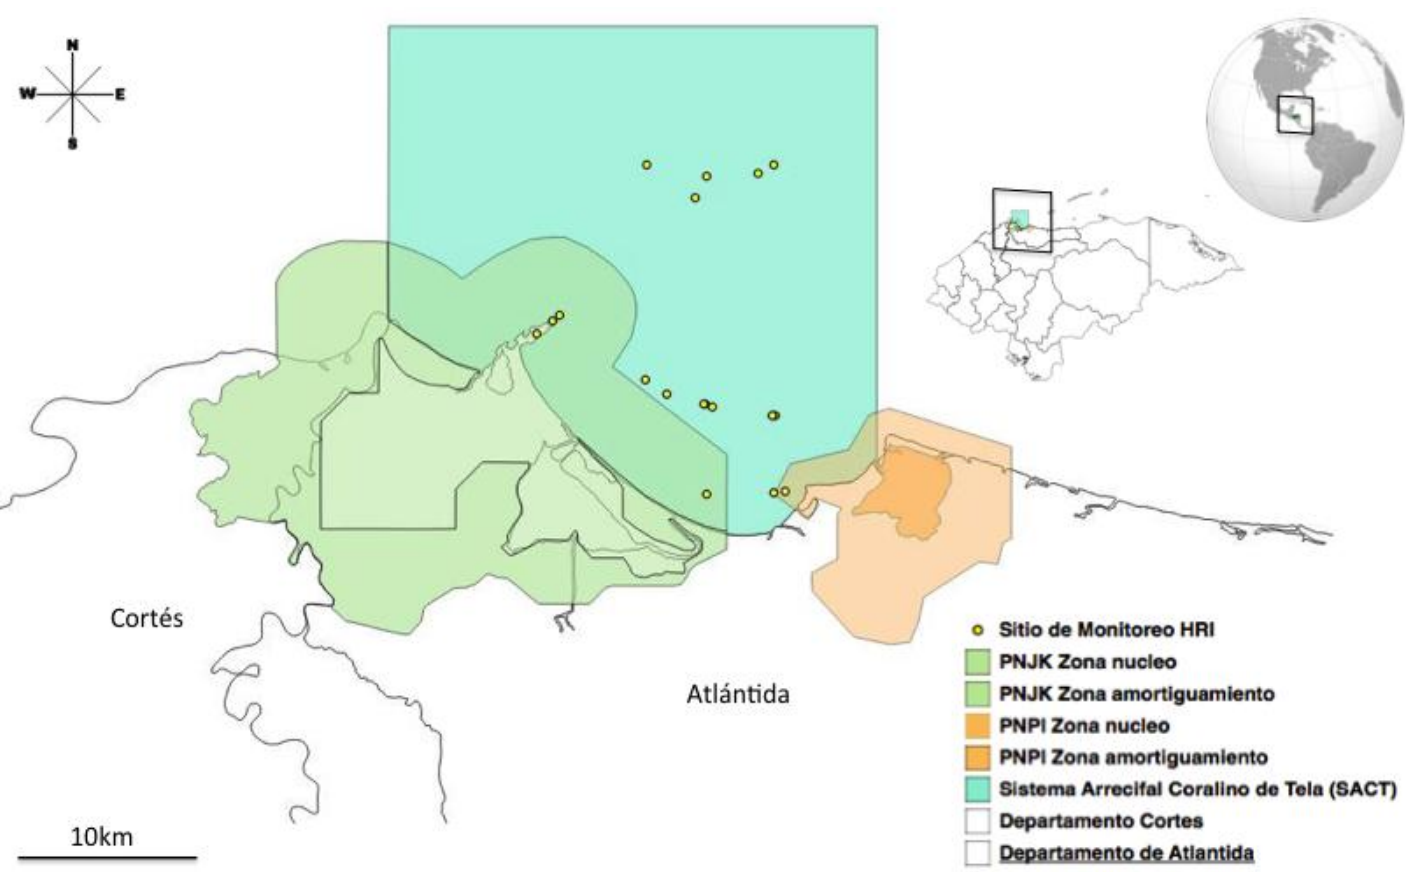 N
W E
S
Cortés
Atlántida
Sitio de Monitoreo HRI
PNJK Zona nucleo
PNJK Zona amortiguamiento
PNPI Zona nucleo
PNPI Zona amortiguamiento
Sistema Arrecifal Coralino de Tela (SACT)
Departamento Cortes
Departamento de Atlantida
10km